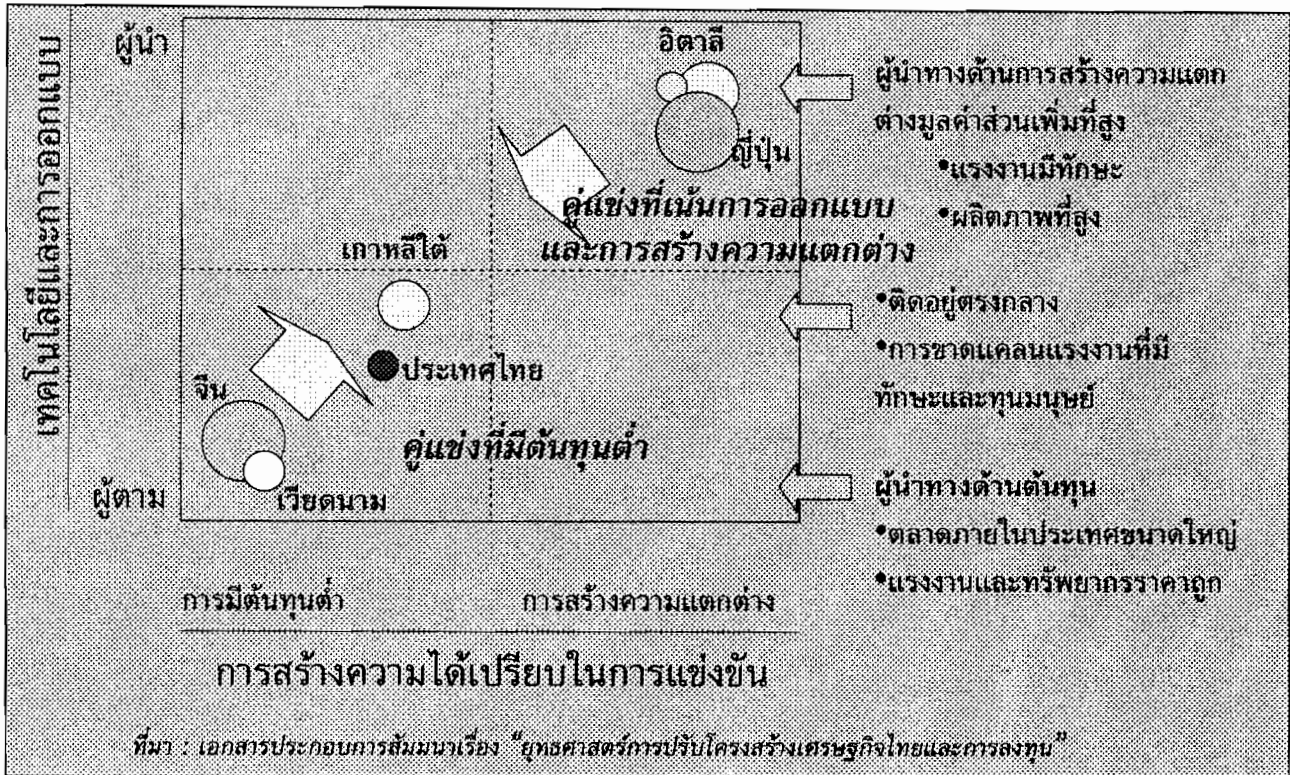 เทคโนโลยีและการออกแบบ
ผู้นำ
ผู้ตาม
อิตาลี
ญี่ปุ่น
คู่แข่งที่เน้นการออกแบบ
และการสร้างความแตกต่าง
เกาหลีใต้
ประเทศไทย
จีน
เวียดนาม
คู่แข่งที่มีต้นทุนต่ำ
ผู้นำทางด้านการสร้างความแตก
ต่างมูลค่าส่วนเพิ่มที่สูง
•แรงงานมีทักษะ
•ผลิตภาพที่สูง
•ติดอยู่ตรงกลาง
•การขาดแคลนแรงงานที่มี
ทักษะและทุนมนุษย์
ผู้นำทางด้านต้นทุน
•ตลาดภายในประเทศขนาดใหญ่
•แรงงานและทรัพยากรราคาถูก
การมีต้นทุนต่ำ
การสร้างความแตกต่าง
การสร้างความได้เปรียบในการแข่งขัน
ที่มา : เอกสารประกอบการสัมมนาเรื่อง "ยุทธศาสตร์การปรับโครงสร้างเศรษฐกิจไทยและการลงทุน"